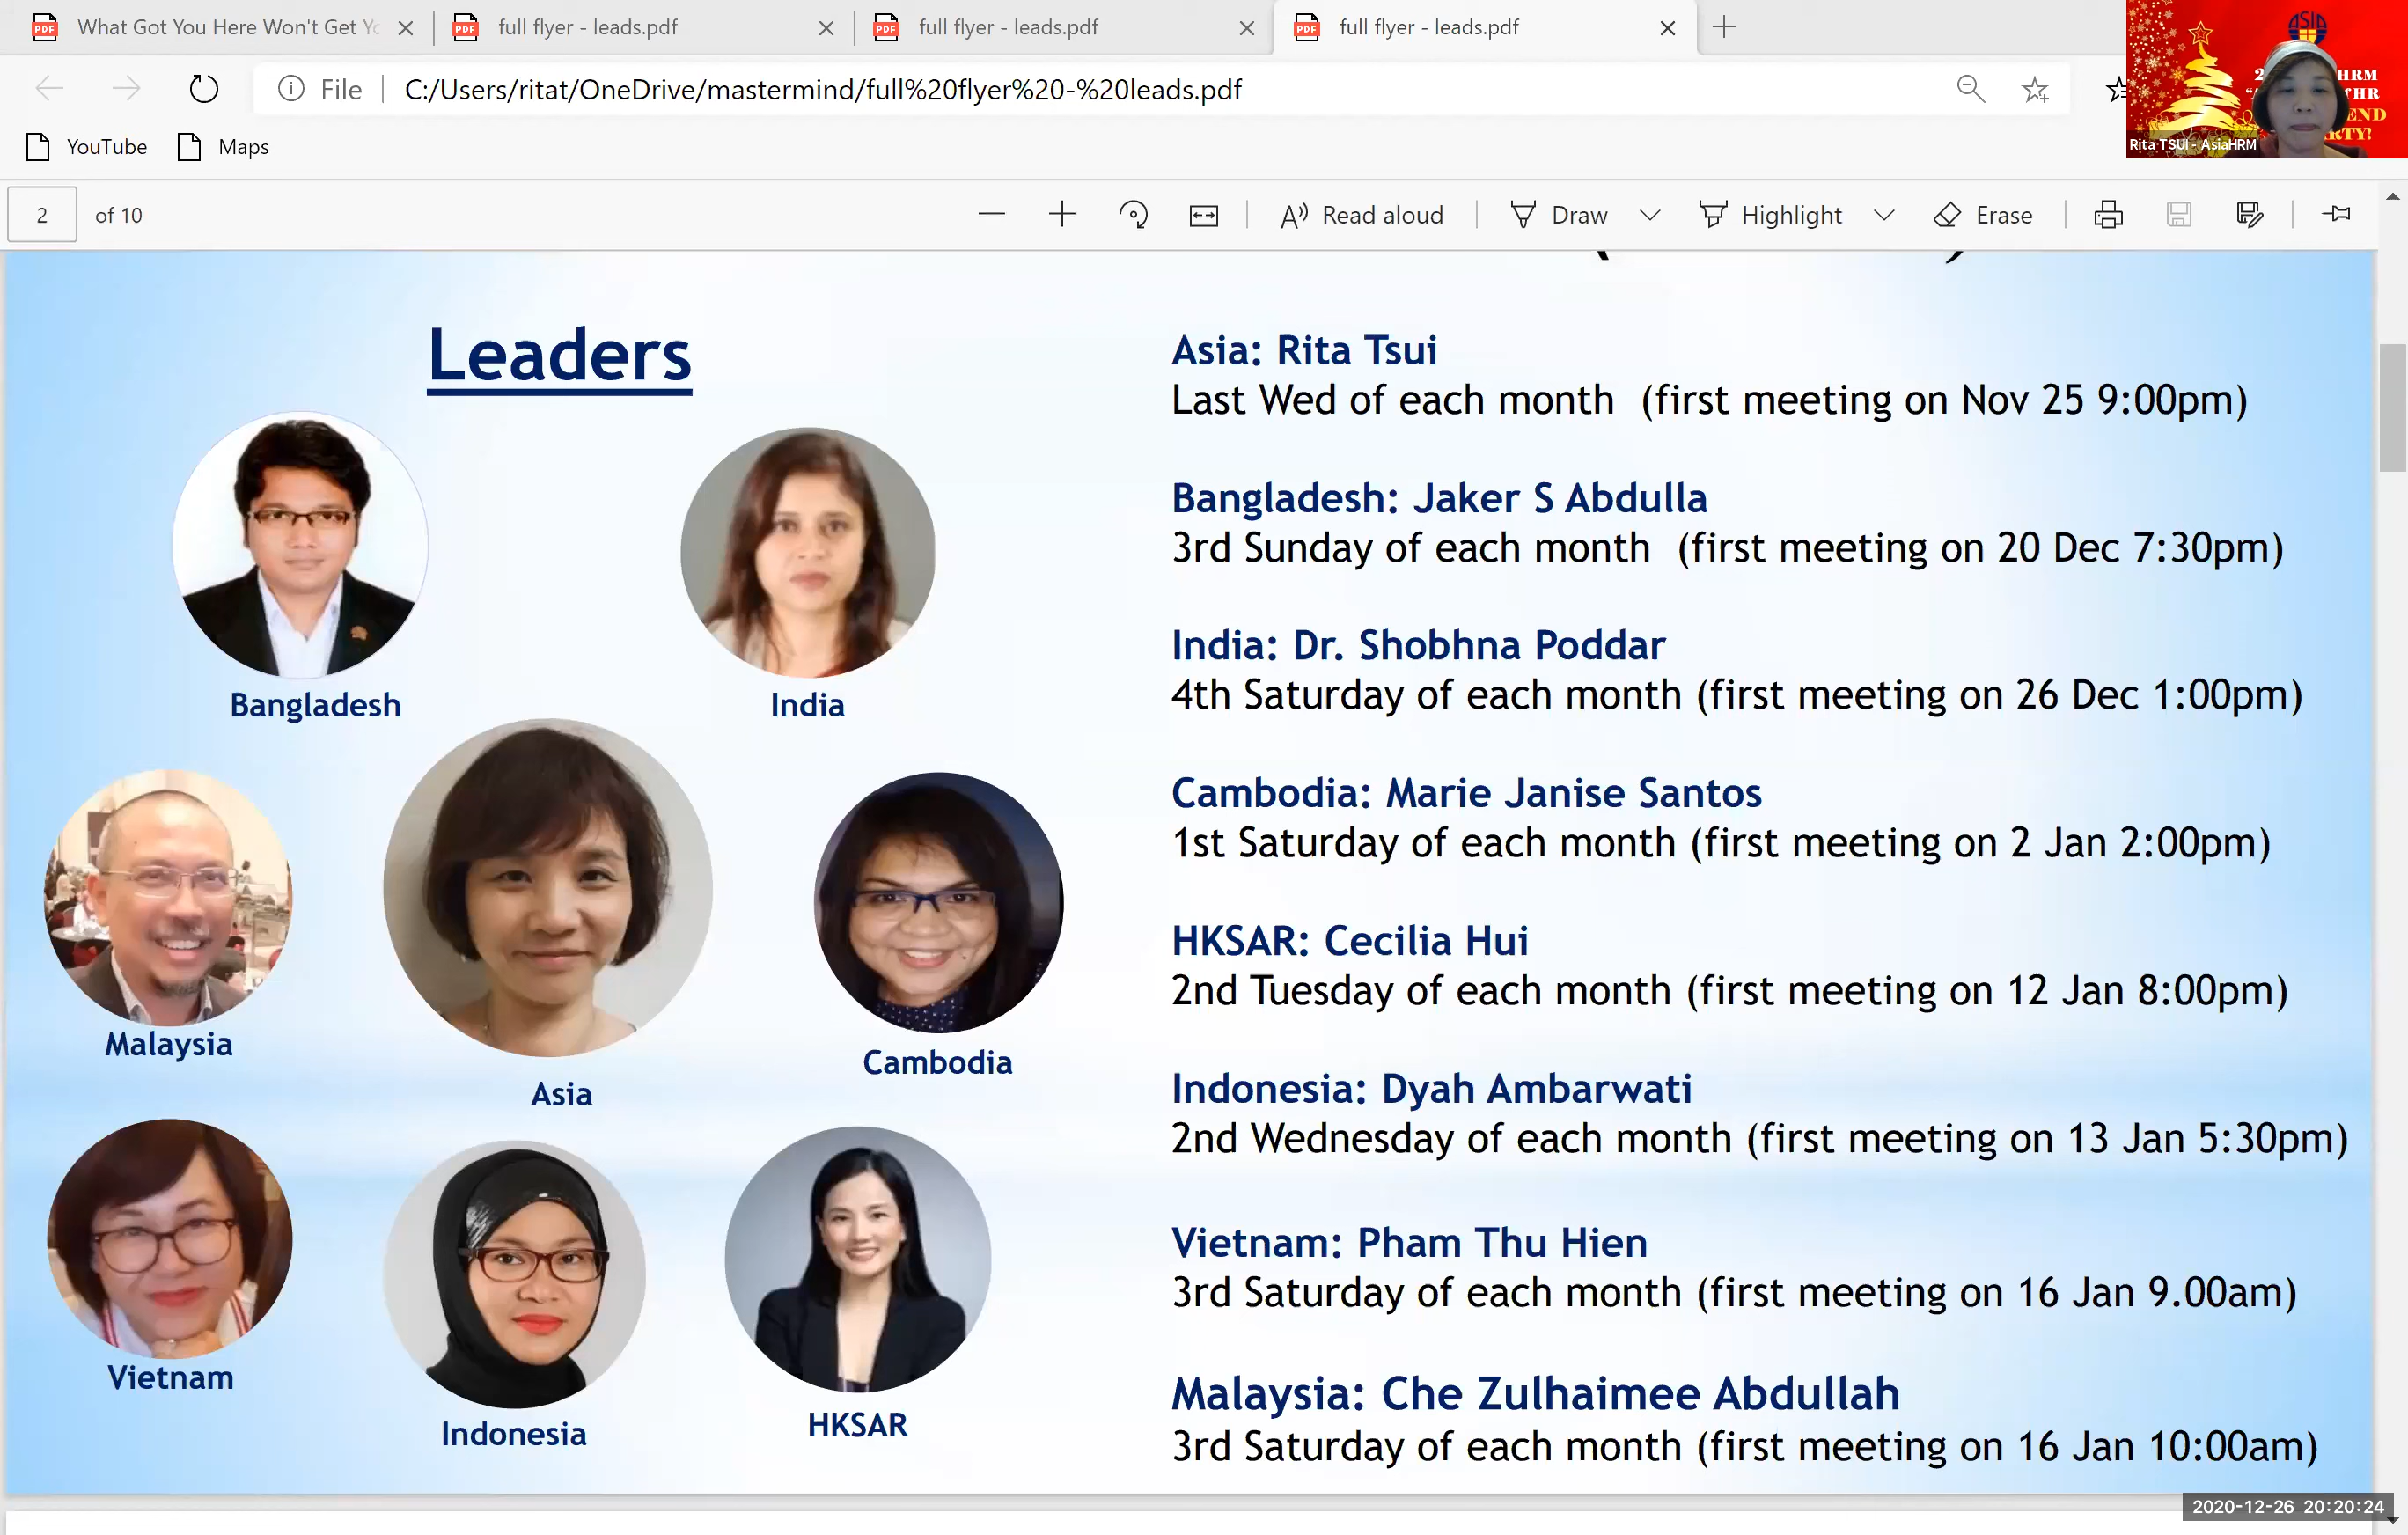 What Got You Here Won't Get Yo
full flyer - leads.pdf
full flyer - leads.pdf
full flyer - leads.pdf
File
C:/Users/ritat/OneDrive/mastermind/full%20flyer%20-%20leads.pdf
YouTube
Maps
ASIA
HRM
HR
END
RTY!
Rita TSUI - AsiaHRM
2 of 10
Read aloud
Draw
Highlight
Erase
Leaders
Bangladesh
India
Malaysia
Asia
Cambodia
Vietnam
Indonesia
HKSAR
Asia: Rita Tsui
Last Wed of each month (first meeting on Nov 25 9:00pm)
Bangladesh: Jaker S Abdulla
3rd Sunday of each month (first meeting on 20 Dec 7:30pm)
India: Dr. Shobhna Poddar
4th Saturday of each month (first meeting on 26 Dec 1:00pm)
Cambodia: Marie Janise Santos
1st Saturday of each month (first meeting on 2 Jan 2:00pm)
HKSAR: Cecilia Hui
2nd Tuesday of each month (first meeting on 12 Jan 8:00pm)
Indonesia: Dyah Ambarwati
2nd Wednesday of each month (first meeting on 13 Jan 5:30pm)
Vietnam: Pham Thu Hien
3rd Saturday of each month (first meeting on 16 Jan 9.00am)
Malaysia: Che Zulhaimee Abdullah
3rd Saturday of each month (first meeting on 16 Jan 10:00am)
2020-12-26 20:20:24